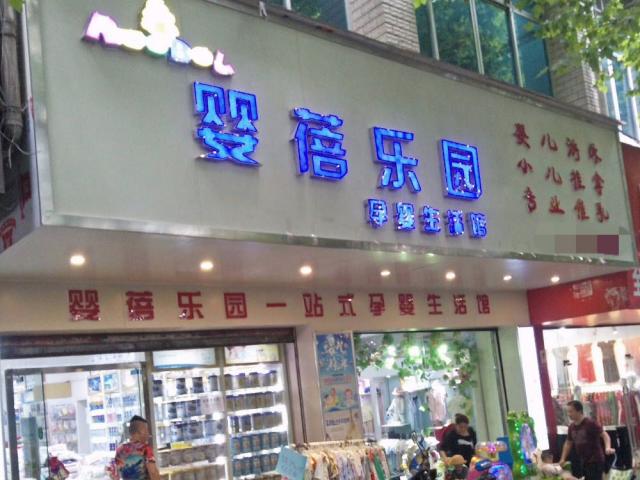 婴蓓乐园
孕婴生活馆
婴儿游泳
小儿推拿
专业催乳
婴蓓乐园一站式孕婴生活馆